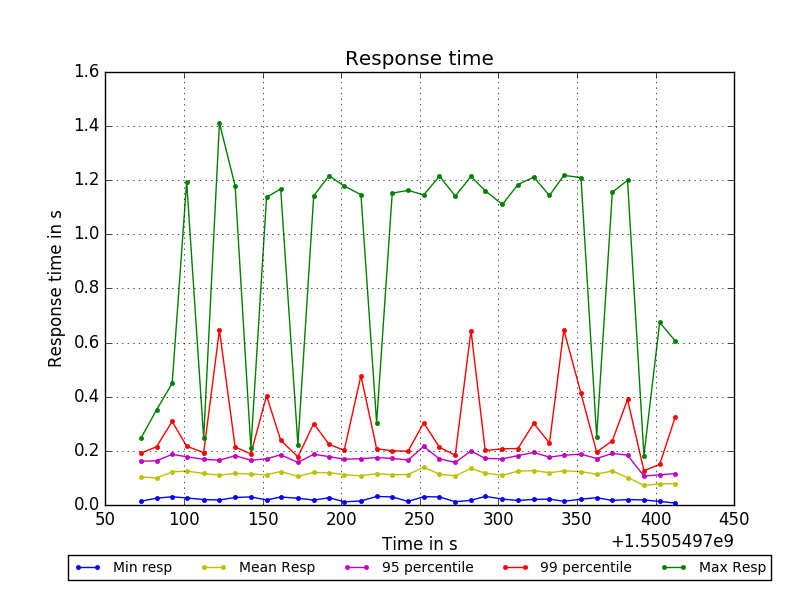 Response time
1.6
1.4
1.2
1.0
0.8
0.6
0.4
0.2
0.0
Response time in s
50 100 150 200 250 300 350 400 450
Time in s +1.5505497e9
Min resp Mean Resp 95 percentile 99 percentile Max Resp